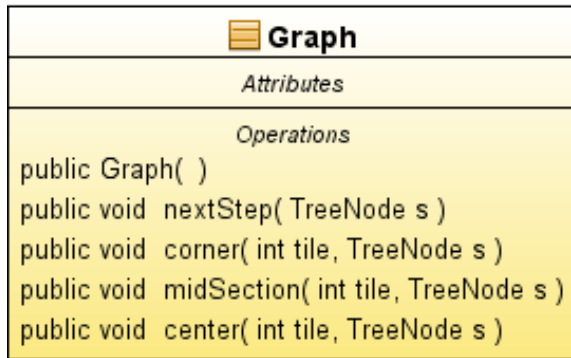 Graph
Attributes
Operations
public Graph( )
public void nextStep( TreeNode s )
public void corner( int tile, TreeNode s )
public void midSection( int tile, TreeNode s )
public void center( int tile, TreeNode s )